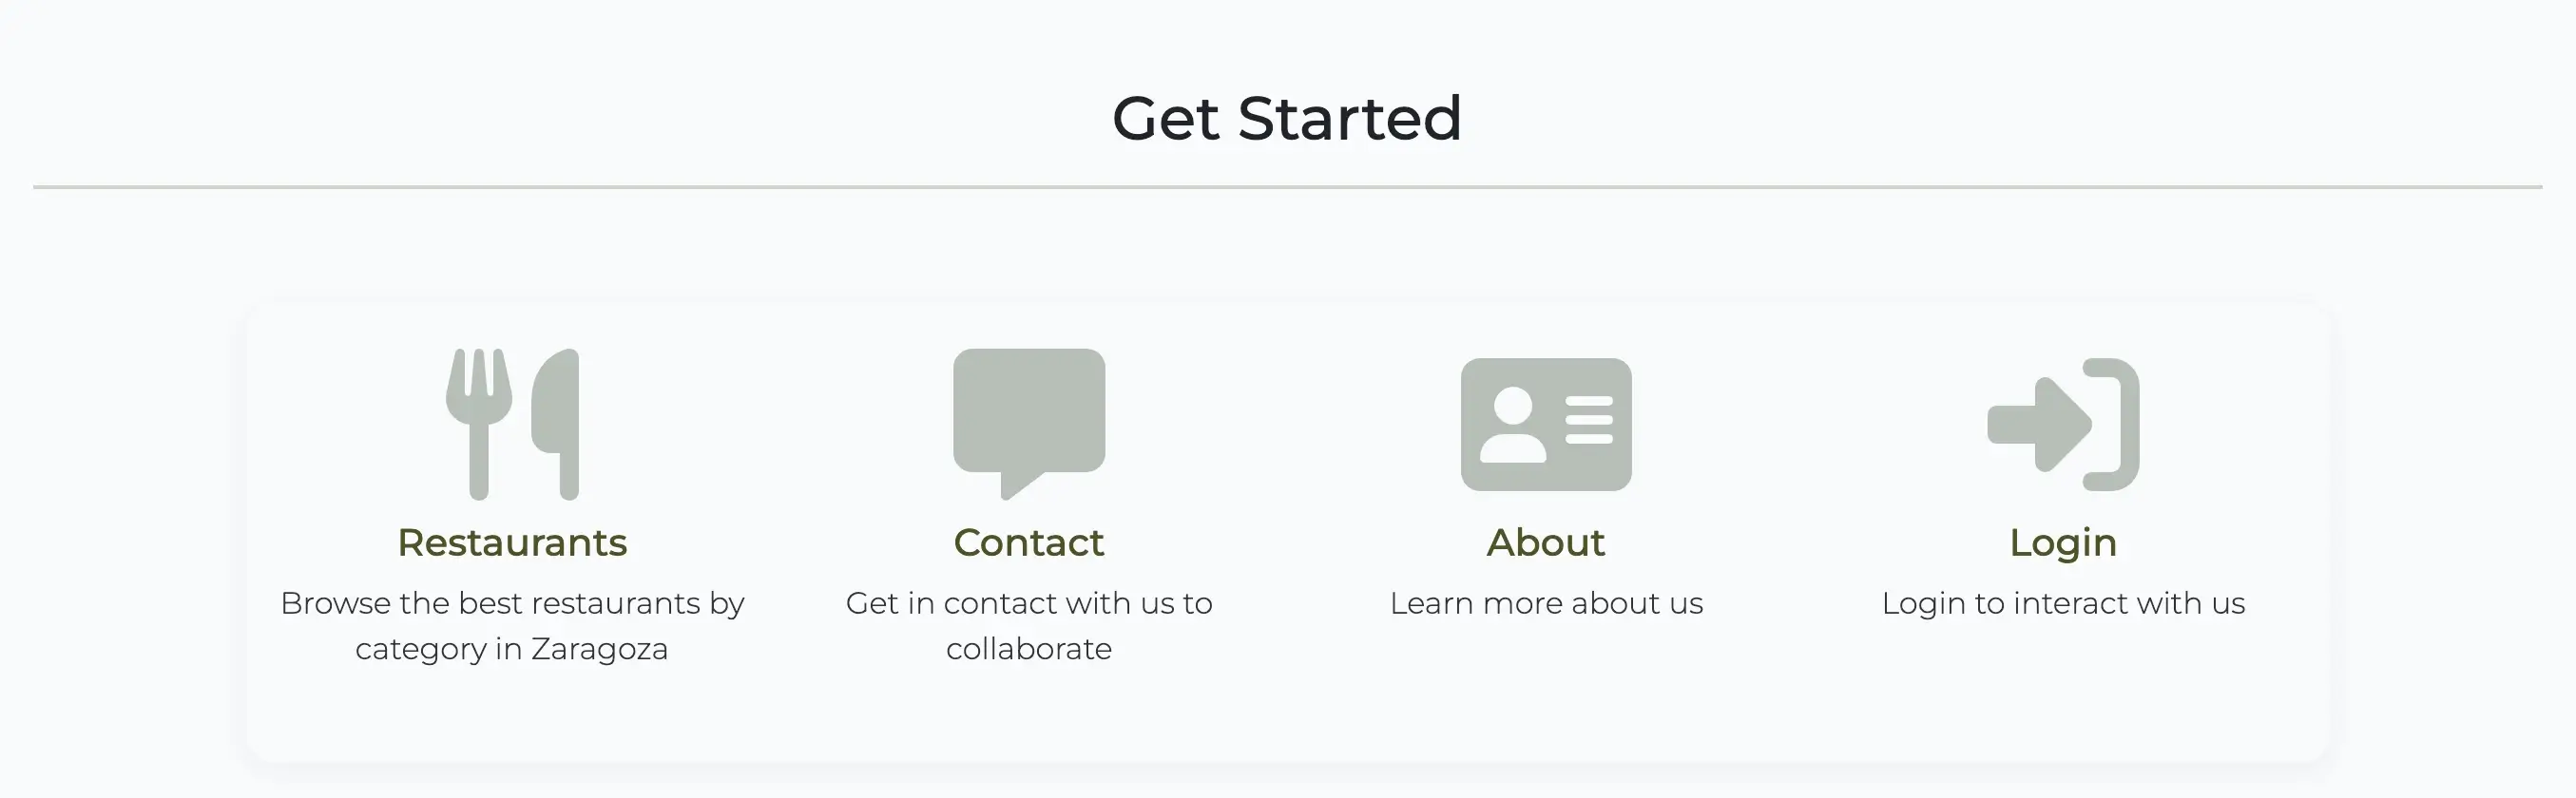 Get Started
Restaurants
Browse the best restaurants by
category in Zaragoza
Contact
Get in contact with us to
collaborate
About
Learn more about us
Login
Login to interact with us